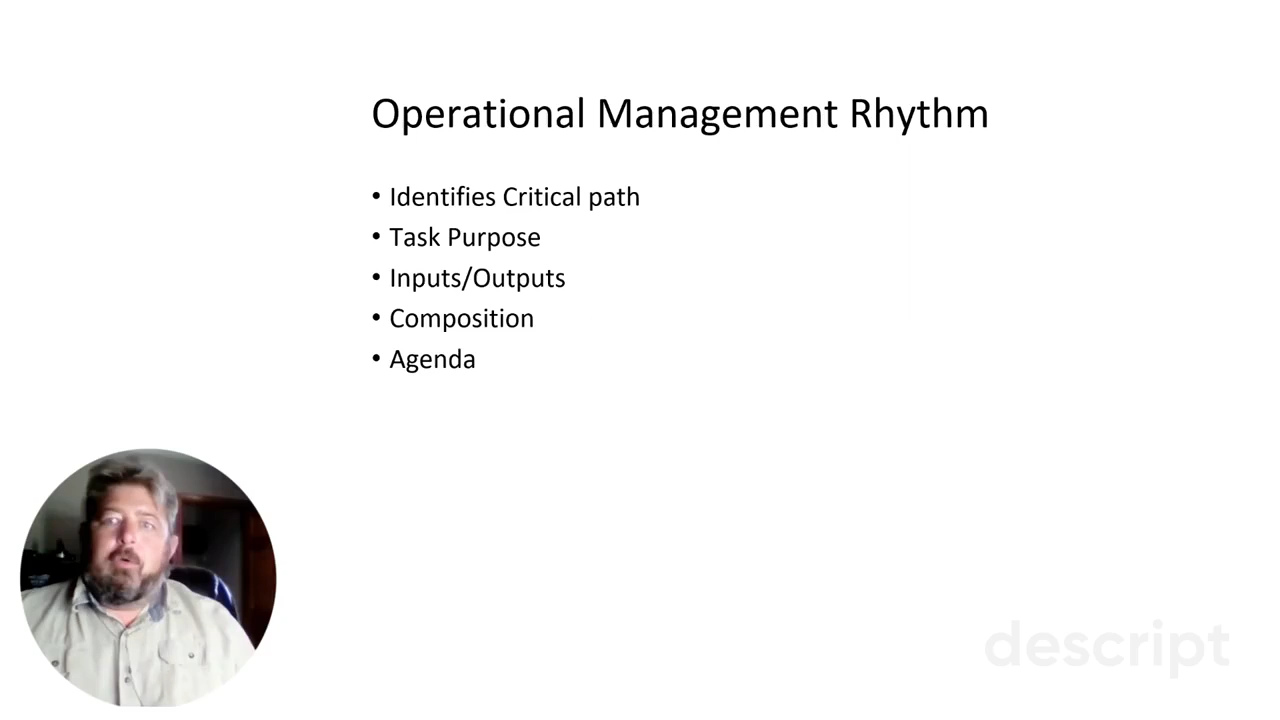 Operational Management Rhythm
• Identifies Critical path
• Task Purpose
• Inputs/Outputs
• Composition
• Agenda
descript